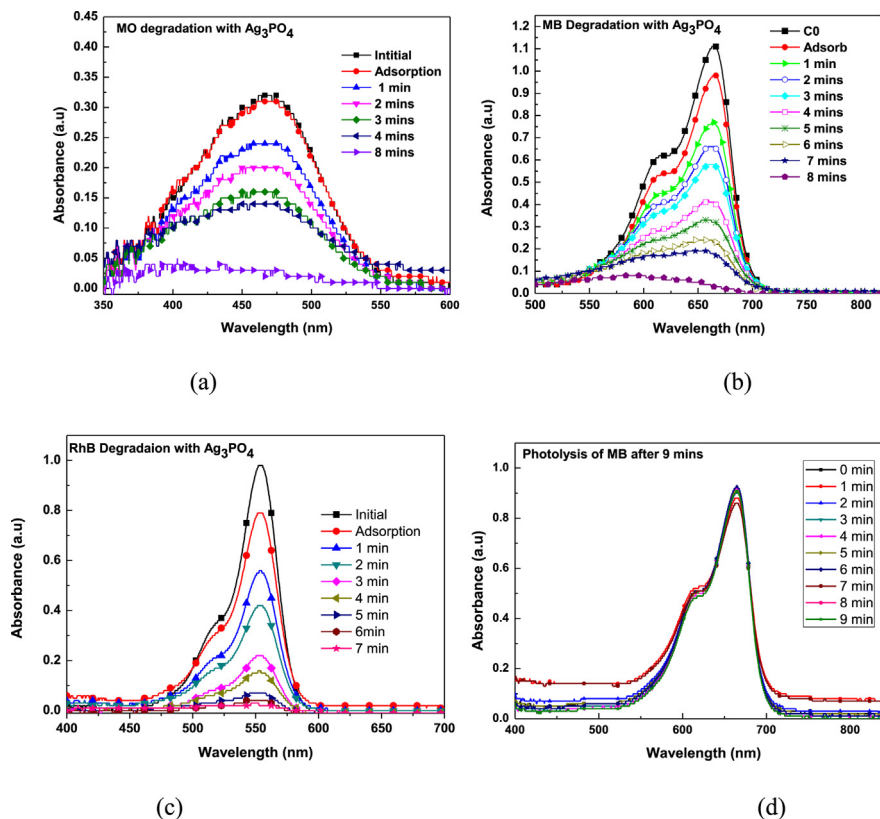 MO degradation with Ag3PO4
Intitial
Adsorption
1 min
2 mins
3 mins
4 mins
8 mins
0.45
0.40
0.35
0.30
0.25
0.20
0.15
0.10
0.05
0.00
Absorbance (a.u)
350 400 450 500 550 600
Wavelength (nm)
(a)
MB Degradation with Ag3PO4
C0
Adsorb
1 min
2 mins
3 mins
4 mins
5 mins
6 mins
7 mins
8 mins
1.2
1.1
1.0
0.9
0.8
0.7
0.6
0.5
0.4
0.3
0.2
0.1
0.0
Absorbance (a.u)
500 550 600 650 700 750 800
Wavelength (nm)
(b)
RhB Degradaion with Ag3PO4
Initial
Adsorption
1 min
2 min
3 min
4 min
5 min
6min
7 min
1.0
0.8
0.6
0.4
0.2
0.0
Absorbance (a.u)
400 450 500 550 600 650 700
Wavelength (nm)
(c)
Photolysis of MB after 9 mins
0 min
1 min
2 min
3 min
4 min
5 min
6 min
7 min
8 min
9 min
1.2
0.9
0.6
0.3
0.0
Absorbance (a.u)
400 500 600 700 800
Wavelength (nm)
(d)